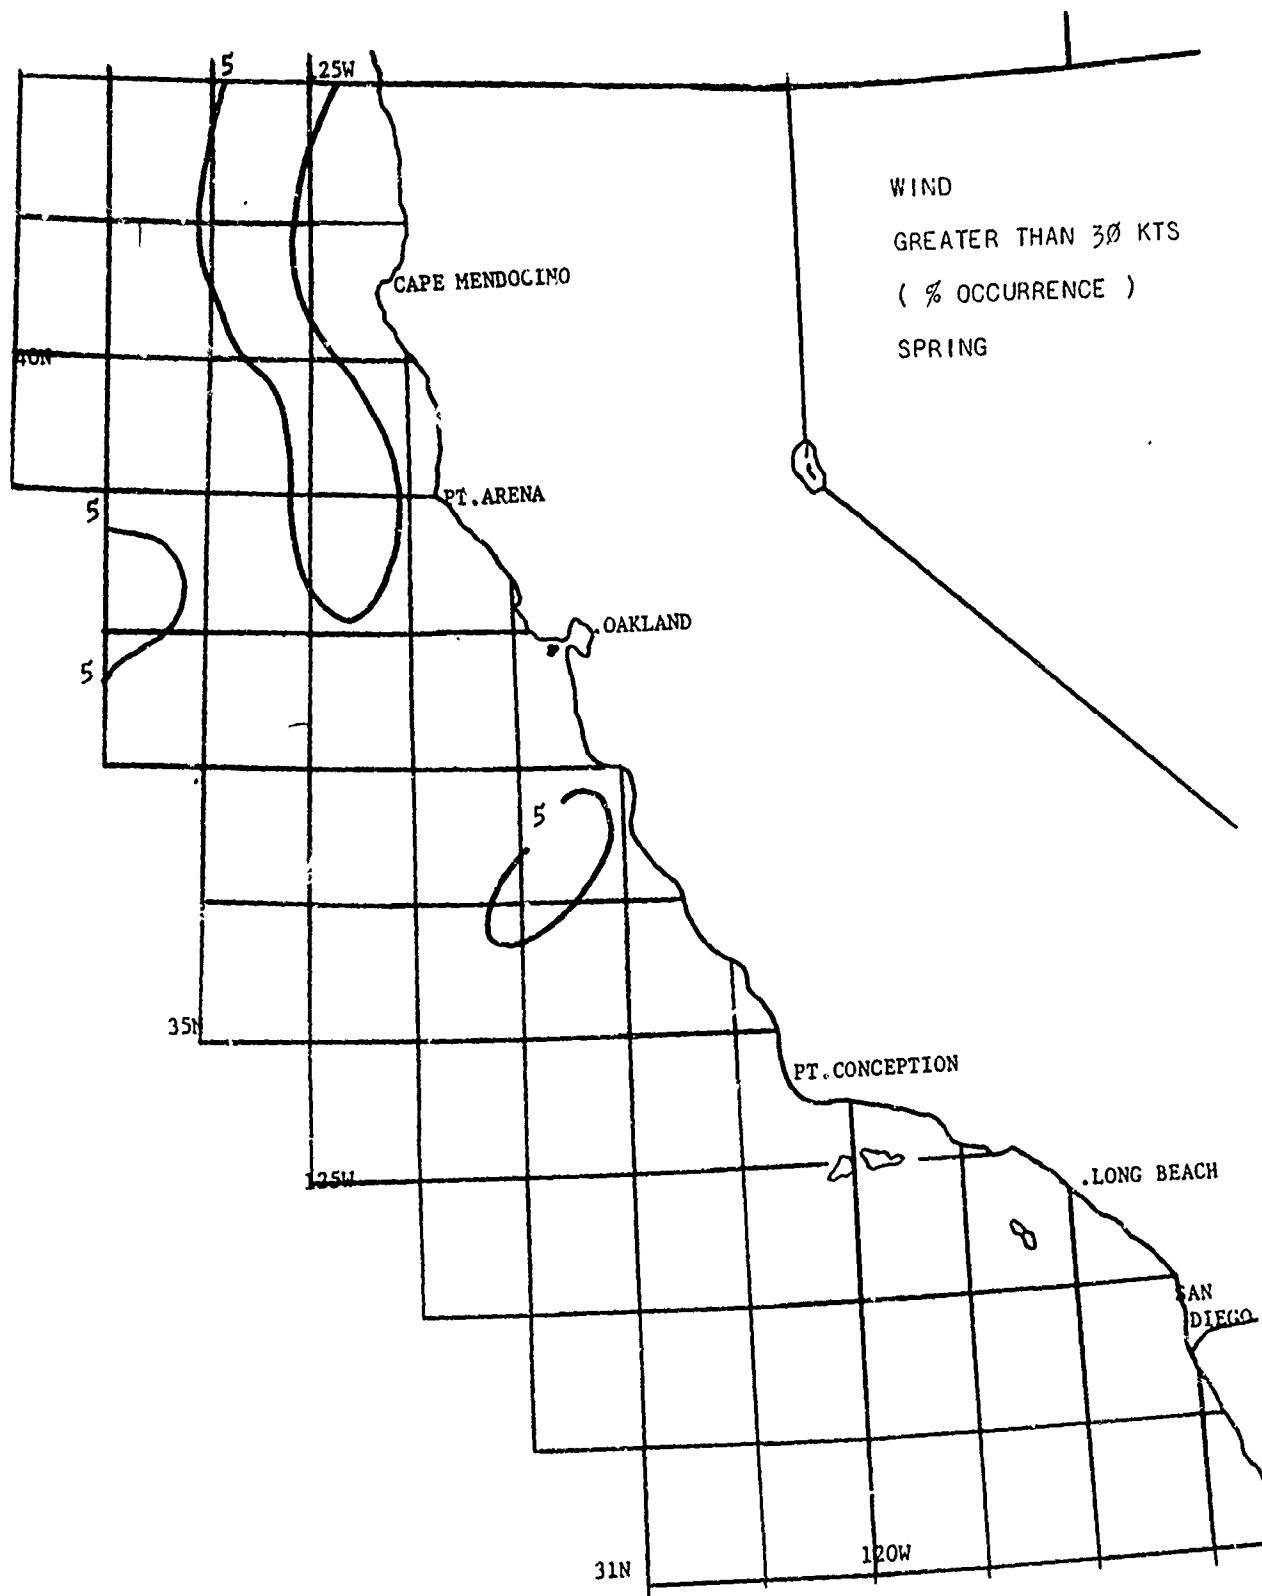 5
25W
WIND
GREATER THAN 30 KTS
( % OCCURRENCE )
SPRING
CAPE MENDOCINO
40N
PT.ARENA
5
.OAKLAND
5
5
35N
PT.CONCEPTION
125W
.LONG BEACH
SAN
DIEGO
31N
120W